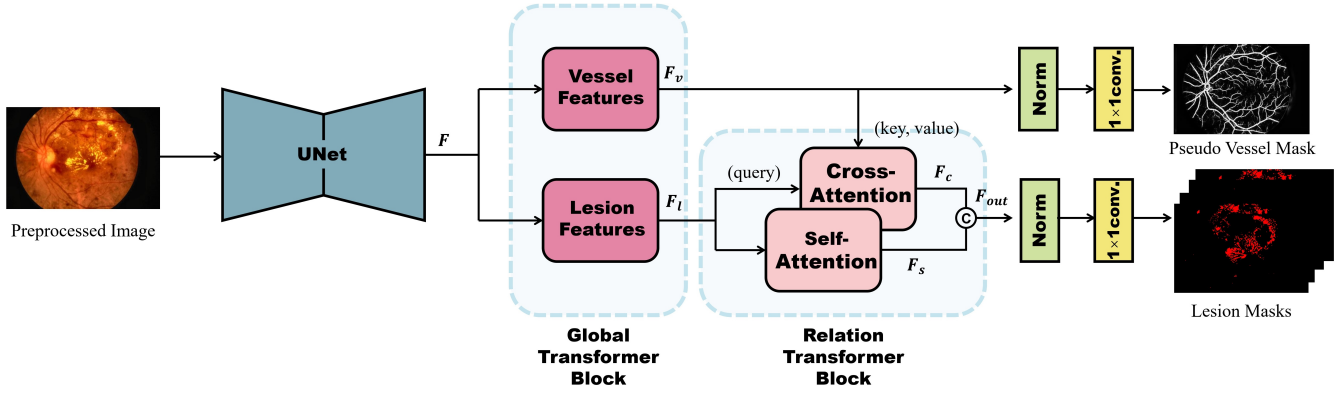 Preprocessed Image
UNet
F
Vessel
Features
F_v
Lesion
Features
F_l
Global
Transformer
Block
(key, value)
(query)
Cross-
Attention
F_c
Self-
Attention
F_s
F_out
C
Relation
Transformer
Block
Norm
1×1conv.
Pseudo Vessel Mask
Norm
1×1conv.
Lesion Masks